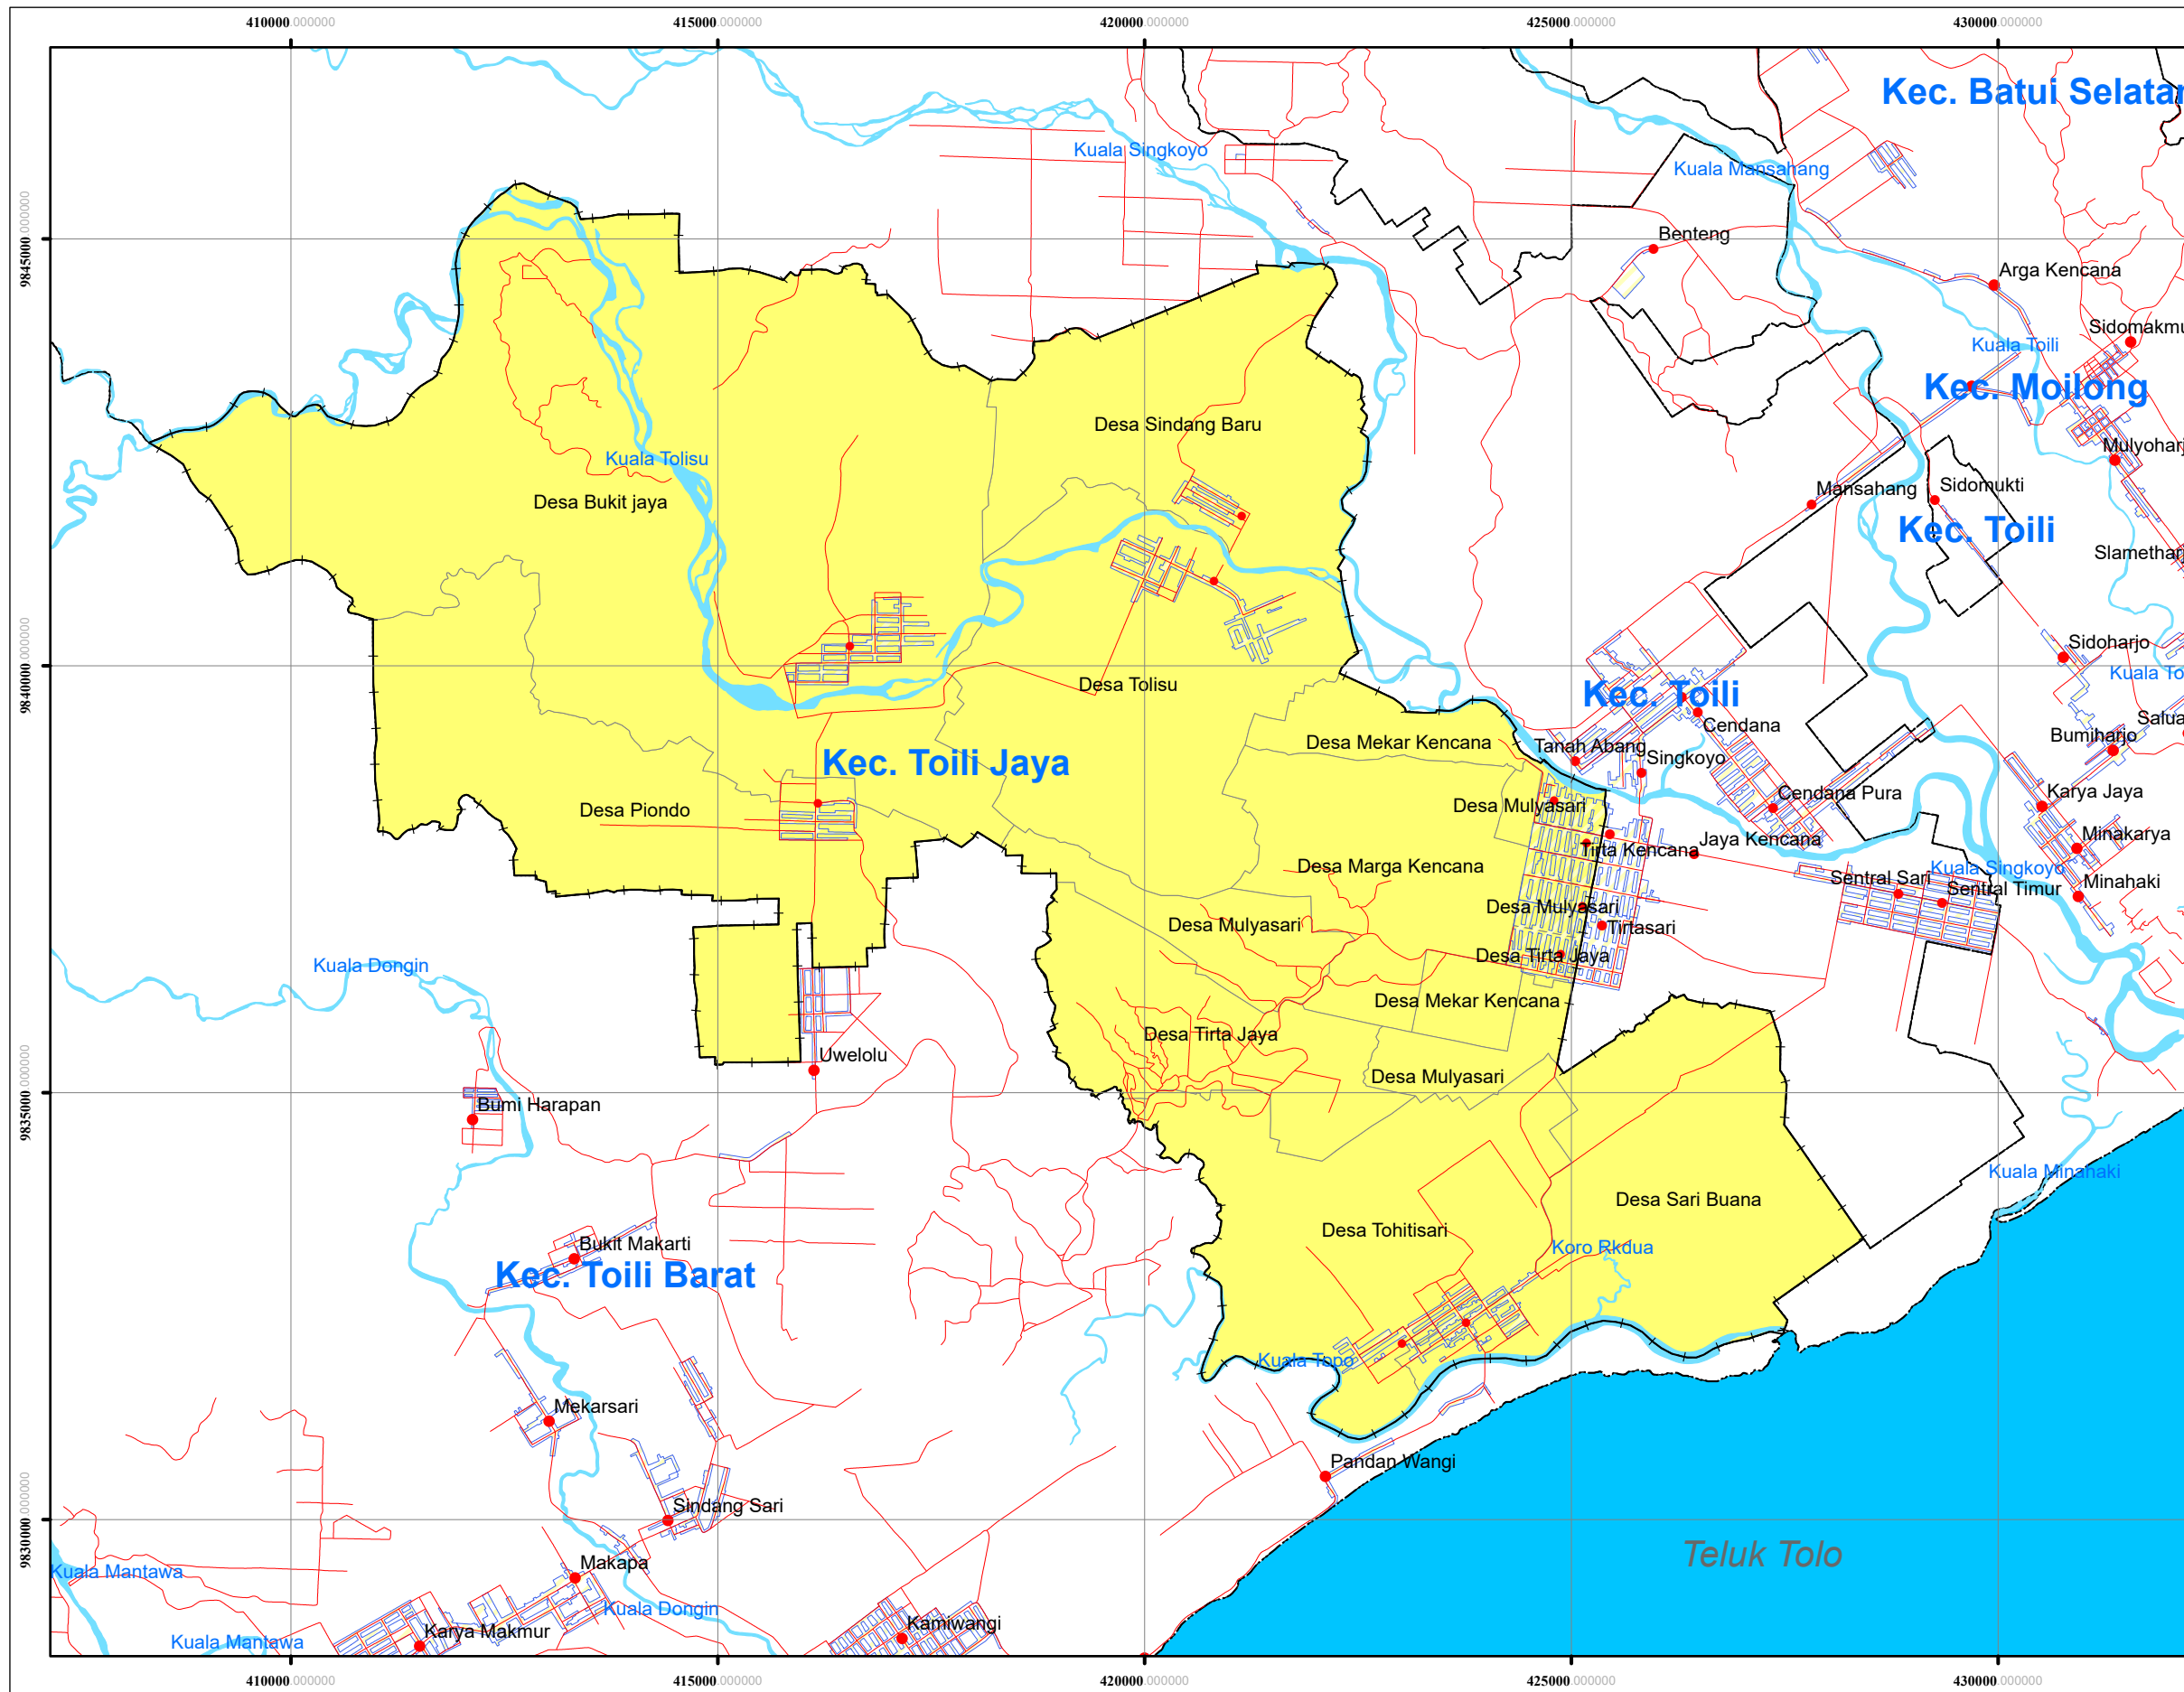 410000.000000 415000.000000 420000.000000 425000.000000 430000.000000
Kec. Batui Selatan
Kuala Singkoyo
Kuala Mansahang
9845000.000000
Benteng
Arga Kencana
Sidomakmu
Kuala Toili
Kec. Moilong
Desa Sindang Baru
Mulyoharj
Kuala Tolisu
Desa Bukit jaya
Mansahang
Sidomukti
Kec. Toili
Slamethar
9840000.000000
Sidoharjo
Kuala To
Desa Tolisu
Kec. Toili
Cendana
Salua
Desa Mekar Kencana
Tanah Abang
Bumiharjo
Kec. Toili Jaya
Singkoyo
Cendana Pura
Karya Jaya
Desa Piondo
Desa Mulyasari
Minakarya
Jaya Kencana
Tirta Kencana
Desa Marga Kencana
Kuala Singkoyo
Sentral Sari
Sentral Timur
Minahaki
Desa Mulyasari
Desa Mulyasari
Tirtasari
Desa Tirta Jaya
Kuala Dongin
Desa Mekar Kencana
Desa Tirta Jaya
Uwelolu
Desa Mulyasari
9835000.000000
Bumi Harapan
Kuala Minahaki
Desa Sari Buana
Desa Tohitisari
Bukit Makarti
Koro Rkdua
Kec. Toili Barat
Kuala Topo
Mekarsari
Pandan Wangi
Sindang Sari
9830000.000000
Teluk Tolo
Makapa
Kuala Mantawa
Kuala Dongin
Kamiwangi
Karya Makmur
Kuala Mantawa
410000.000000 415000.000000 420000.000000 425000.000000 430000.000000